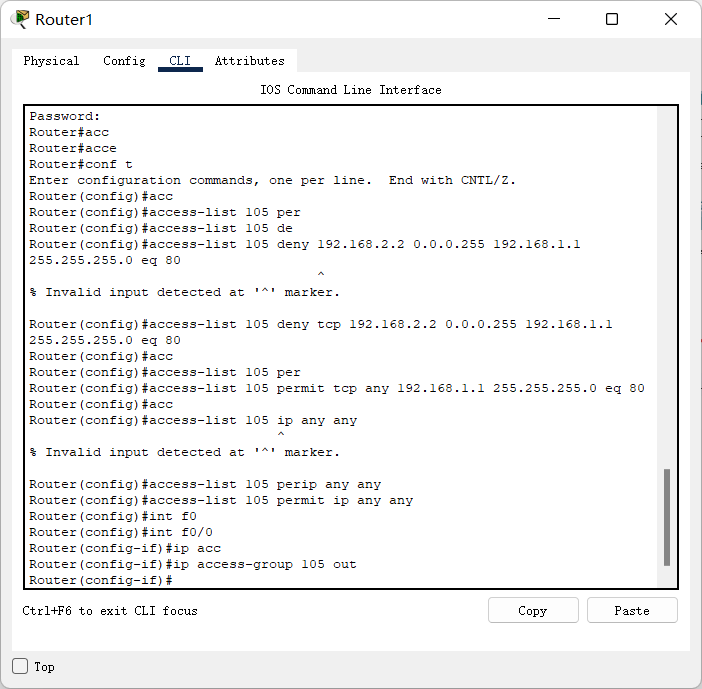 Router1
Physical Config CLI Attributes
IOS Command Line Interface
Password:
Router#acc
Router#acce
Router#conf t
Enter configuration commands, one per line.  End with CNTL/Z.
Router(config)#acc
Router(config)#access-list 105 per
Router(config)#access-list 105 de
Router(config)#access-list 105 deny 192.168.2.2 0.0.0.255 192.168.1.1
255.255.255.0 eq 80
^
% Invalid input detected at '^' marker.
Router(config)#access-list 105 deny tcp 192.168.2.2 0.0.0.255 192.168.1.1
255.255.255.0 eq 80
Router(config)#acc
Router(config)#access-list 105 per
Router(config)#access-list 105 permit tcp any 192.168.1.1 255.255.255.0 eq 80
Router(config)#acc
Router(config)#access-list 105 ip any any
^
% Invalid input detected at '^' marker.
Router(config)#access-list 105 perip any any
Router(config)#access-list 105 permit ip any any
Router(config)#int f0
Router(config)#int f0/0
Router(config-if)#ip acc
Router(config-if)#ip access-group 105 out
Router(config-if)#
Ctrl+F6 to exit CLI focus
Copy Paste
Top